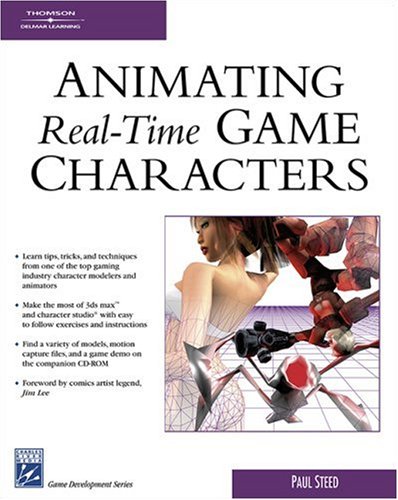 THOMSON
DELMAR LEARNING
ANIMATING
Real-Time GAME
CHARACTERS
• Learn tips, tricks, and techniques
from one of the top gaming
industry character modelers and
animators
• Make the most of 3ds max™
and character studio® with easy
to follow exercises and instructions
• Find a variety of models, motion
capture files, and a game demo on
the companion CD-ROM
• Foreword by comics artist legend,
Jim Lee
CHARLES
RIVER
MEDIA
Game Development Series
PAUL STEED